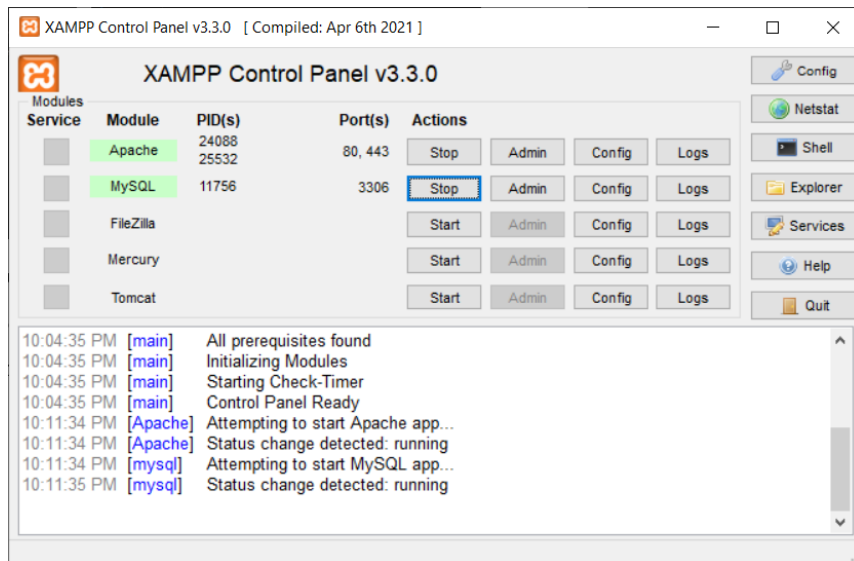 XAMPP Control Panel v3.3.0 [ Compiled: Apr 6th 2021 ]
XAMPP Control Panel v3.3.0
Config
Modules
Service Module PID(s) Port(s) Actions
Netstat
Apache 24088 25532 80, 443 Stop Admin Config Logs
Shell
MySQL 11756 3306 Stop Admin Config Logs
Explorer
FileZilla Start Admin Config Logs
Services
Mercury Start Admin Config Logs
Help
Tomcat Start Admin Config Logs
Quit
10:04:35 PM [main] All prerequisites found
10:04:35 PM [main] Initializing Modules
10:04:35 PM [main] Starting Check-Timer
10:04:35 PM [main] Control Panel Ready
10:11:34 PM [Apache] Attempting to start Apache app...
10:11:34 PM [Apache] Status change detected: running
10:11:34 PM [mysql] Attempting to start MySQL app...
10:11:35 PM [mysql] Status change detected: running